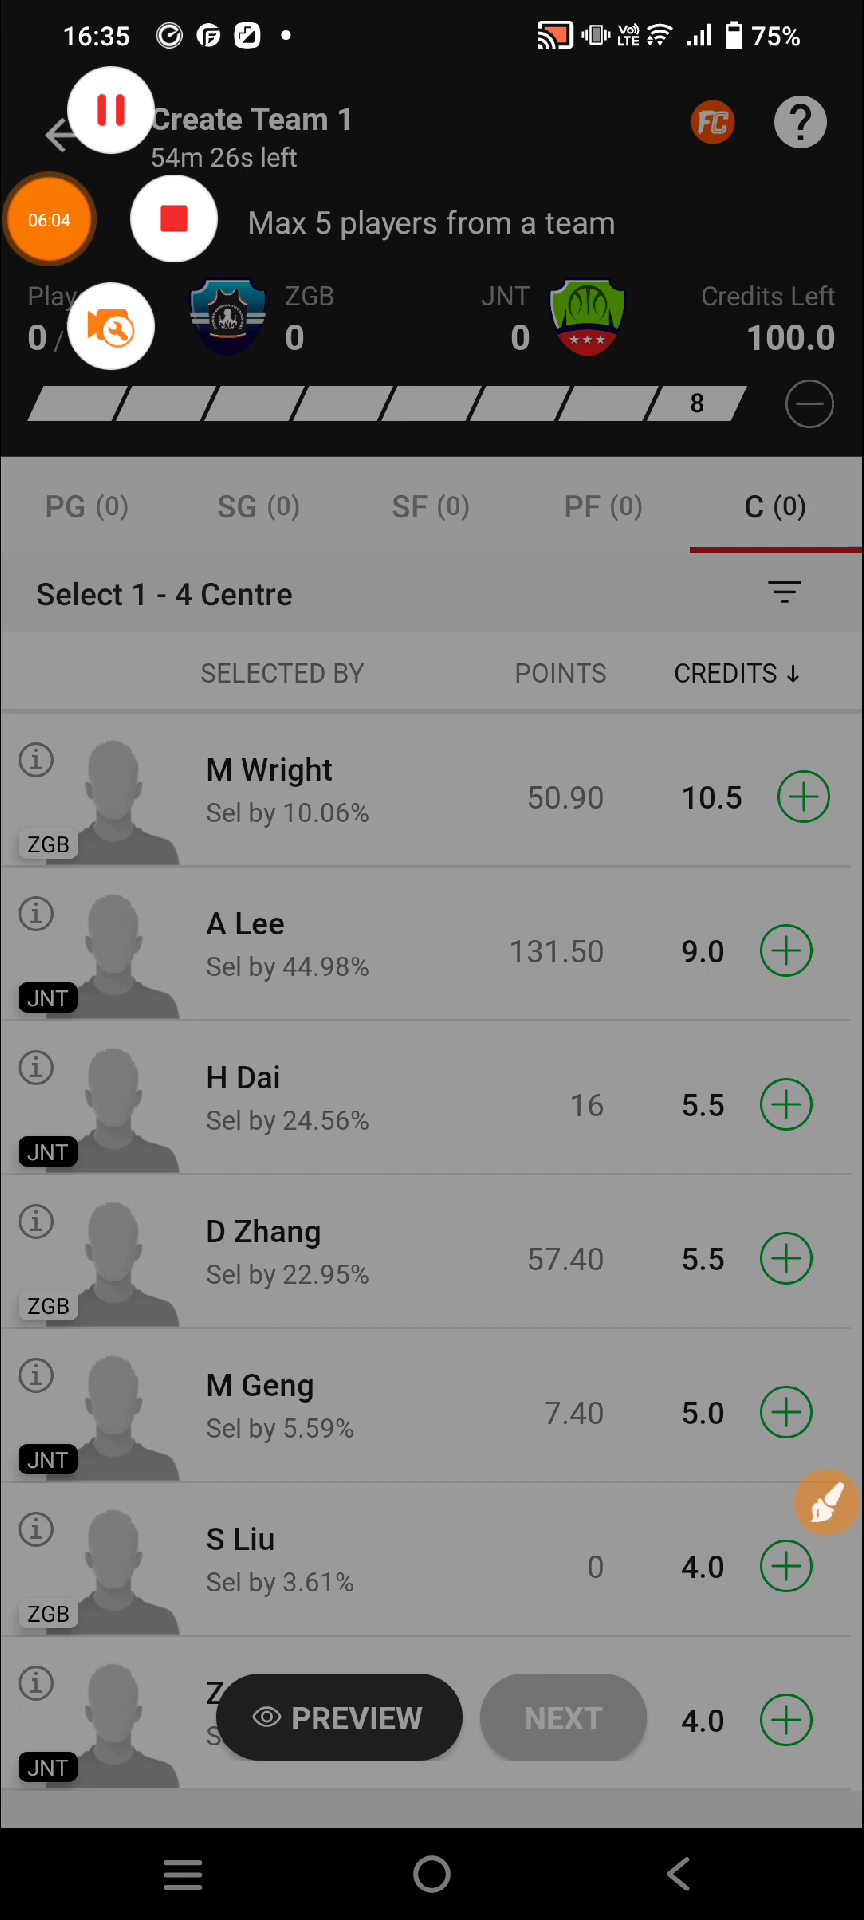 16:35 VoD LTE 75%
Create Team 1
FC ?
54m 26s left
06:04
Max 5 players from a team
Play ZGB JNT Credits Left
0/ 0 0 100.0
8
PG (0) SG (0) SF (0) PF (0) C (0)
Select 1 - 4 Centre
SELECTED BY POINTS CREDITS ↓
M Wright
Sel by 10.06%
50.90 10.5
ZGB
A Lee
Sel by 44.98%
131.50 9.0
JNT
H Dai
Sel by 24.56%
16 5.5
JNT
D Zhang
Sel by 22.95%
57.40 5.5
ZGB
M Geng
Sel by 5.59%
7.40 5.0
JNT
S Liu
Sel by 3.61%
0 4.0
ZGB
Z
S
PREVIEW NEXT 4.0
JNT